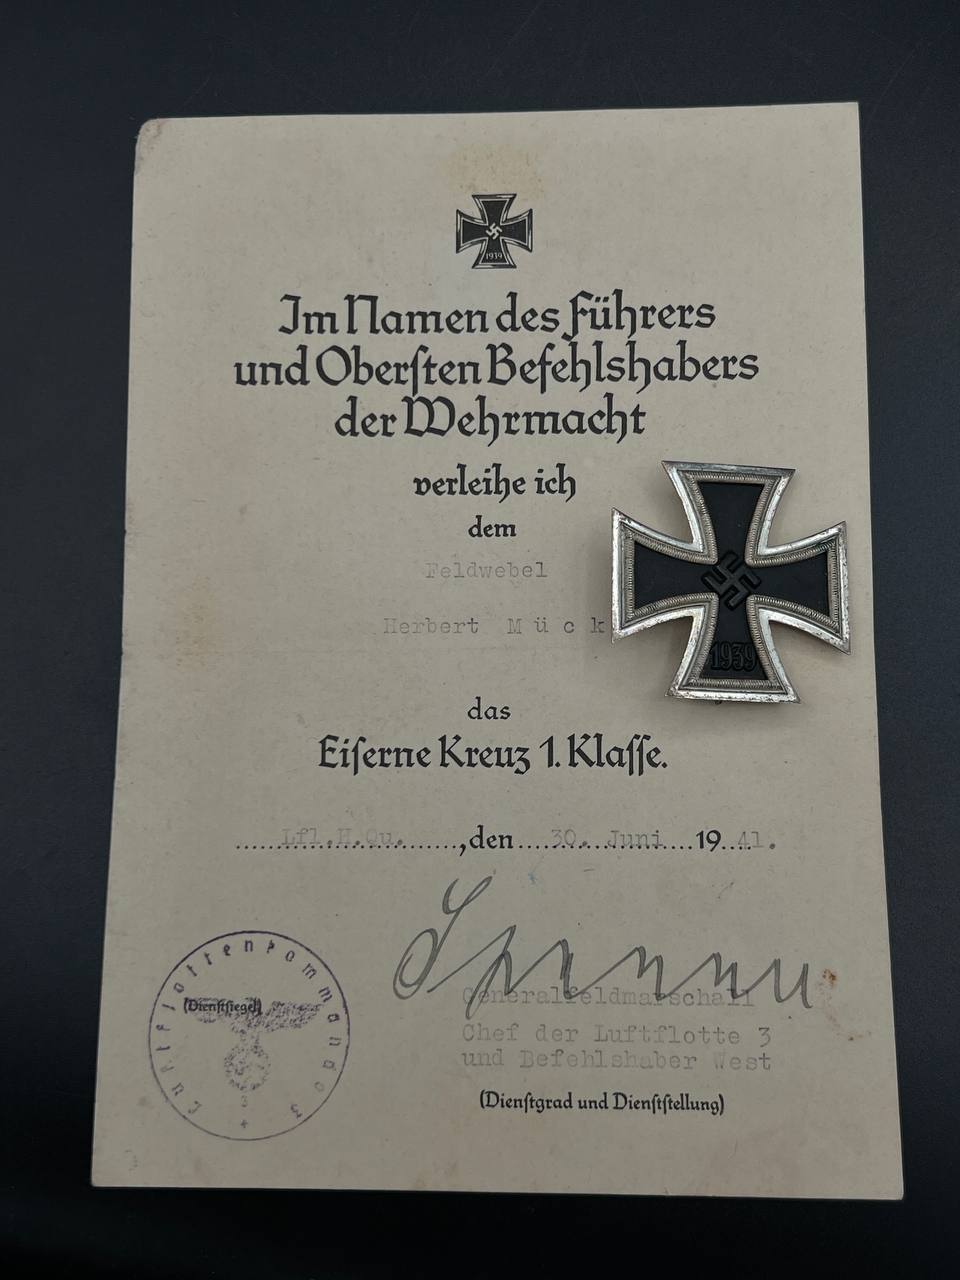 1939
Im Namen des Führers
und Obersten Befehlshabers
der Wehrmacht
verleihe ich
dem
Feldwebel
Herbert Mück
1939
das
Eiserne Kreuz 1. Klasse.
Lfl.H.Qu. , den 30. Juni 1941.
Luftflottenkommando 3
(Dienstsiegel)
3
Generalfeldmarschall
Chef der Luftflotte 3
und Befehlshaber West
(Dienstgrad und Dienststellung)